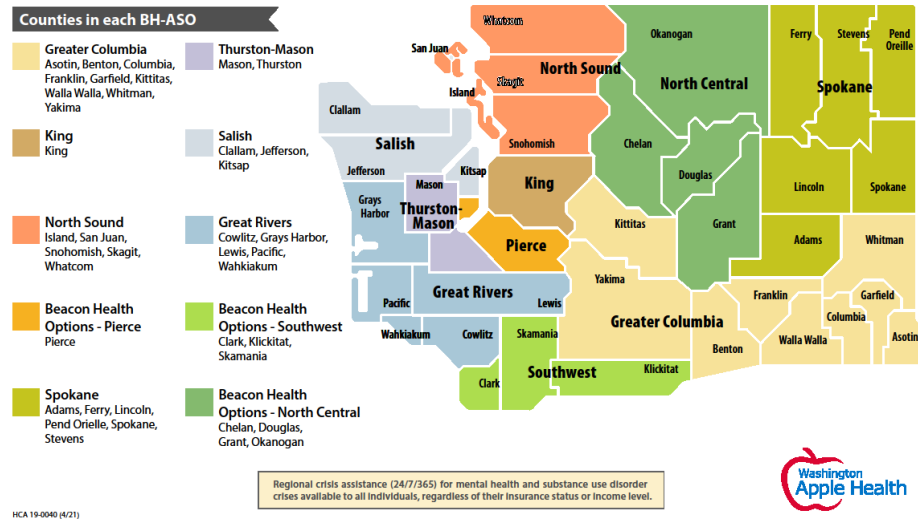 Counties in each BH-ASO
Greater Columbia
Asotin, Benton, Columbia,
Franklin, Garfield, Kittitas,
Walla Walla, Whitman,
Yakima
Thurston-Mason
Mason, Thurston
King
King
Salish
Clallam, Jefferson,
Kitsap
North Sound
Island, San Juan,
Snohomish, Skagit,
Whatcom
Great Rivers
Cowlitz, Grays Harbor,
Lewis, Pacific,
Wahkiakum
Beacon Health
Options - Pierce
Pierce
Beacon Health
Options - Southwest
Clark, Klickitat,
Skamania
Spokane
Adams, Ferry, Lincoln,
Pend Orielle, Spokane,
Stevens
Beacon Health
Options - North Central
Chelan, Douglas,
Grant, Okanogan
Whatcom
San Juan
Skagit
North Sound
Island
Snohomish
Okanogan
North Central
Ferry
Stevens
Pend
Oreille
Spokane
Clallam
Salish
Jefferson
Kitsap
Chelan
Douglas
Lincoln
Spokane
Mason
King
Grays
Harbor
Thurston-
Mason
Kittitas
Grant
Adams
Whitman
Pierce
Yakima
Great Rivers
Pacific
Lewis
Franklin
Garfield
Columbia
Greater Columbia
Wahkiakum
Cowlitz
Skamania
Benton
Walla Walla
Asotin
Southwest
Klickitat
Clark
Regional crisis assistance (24/7/365) for mental health and substance use disorder
crises available to all individuals, regardless of their insurance status or income level.
Washington
Apple Health
HCA 19-0040 (4/21)